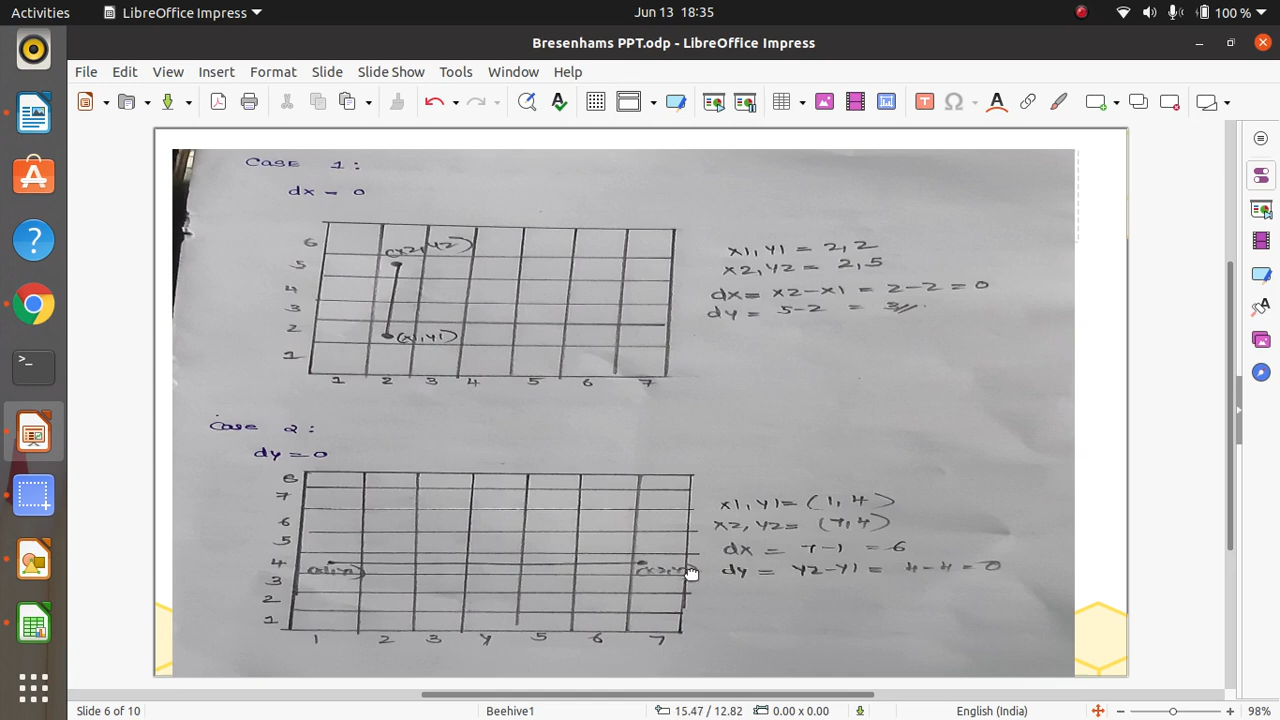 Activities LibreOffice Impress Jun 13 18:35 100 %
Bresenhams PPT.odp - LibreOffice Impress
File Edit View Insert Format Slide Slide Show Tools Window Help
CASE 1:
dx = 0
6
5
4
3
2
1
(x2,Y2)
(x1,Y1)
1 2 3 4 5 6 7
x1,Y1 = 2,2
x2,Y2 = 2,5
dx = x2-x1 = 2-2 = 0
dy = 5-2 = 3//
Case 2:
dy = 0
8
7
6
5
4
3
2
1
1 2 3 4 5 6 7
x1,Y1 = (1,4)
x2,Y2 = (7,4)
dx = 7-1 = 6
dy = Y2-Y1 = 4-4 = 0
Slide 6 of 10 Beehive1 15.47 / 12.82 0.00 x 0.00 English (India) 98%